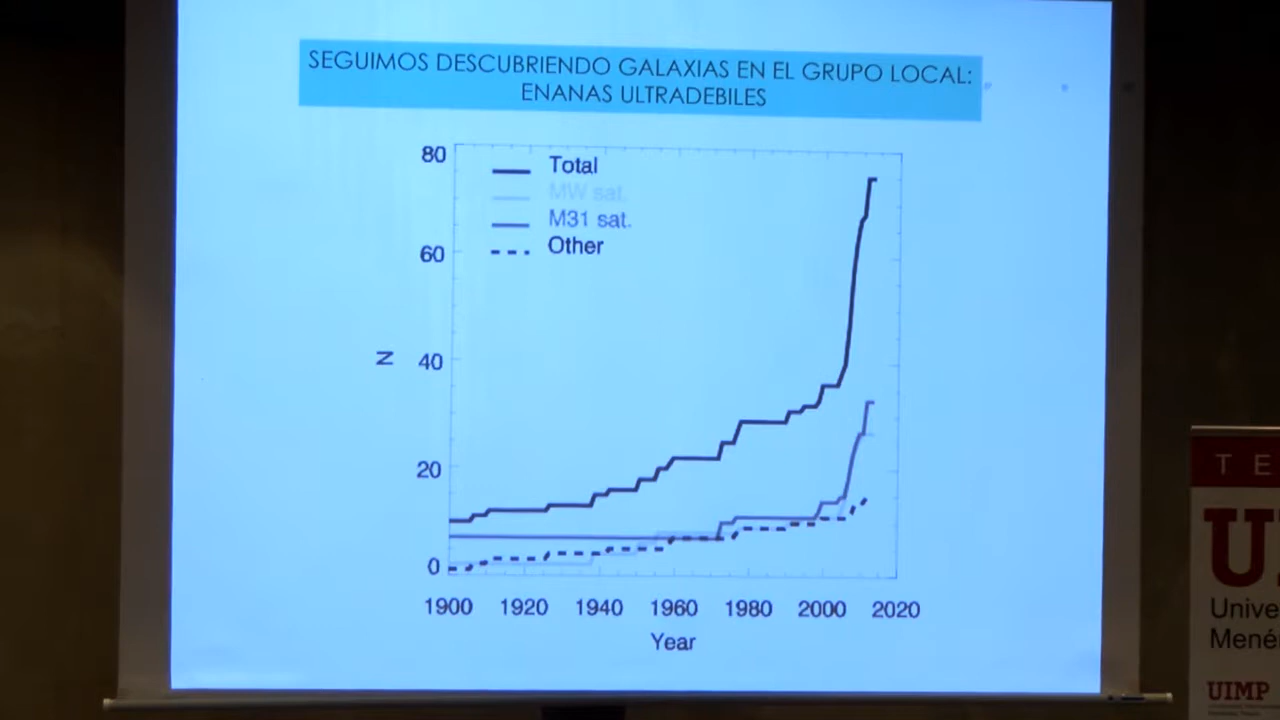 SEGUIMOS DESCUBRIENDO GALAXIAS EN EL GRUPO LOCAL:
ENANAS ULTRADEBILES
80
60
40
20
0
N
Total
MW sat.
M31 sat.
Other
1900 1920 1940 1960 1980 2000 2020
Year
T E
U
Unive
Mené
UIMP